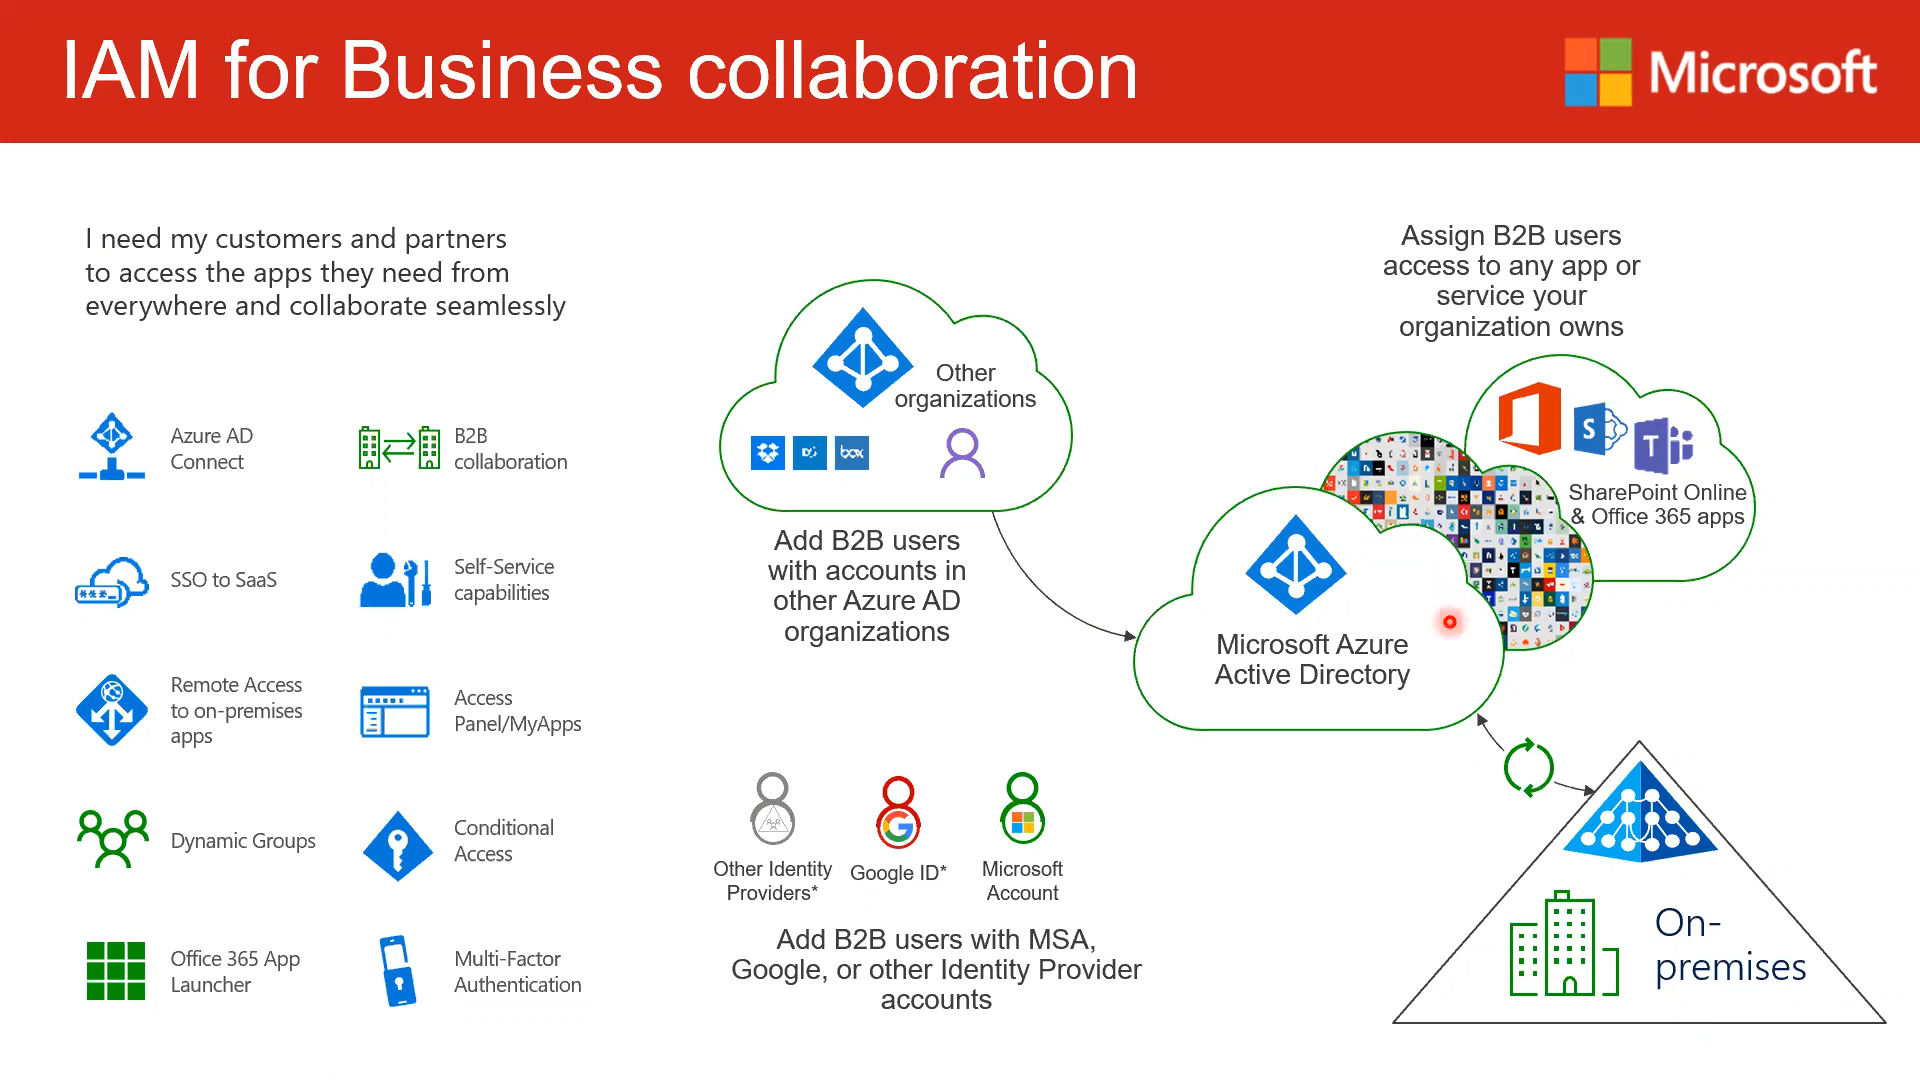 IAM for Business collaboration
Microsoft
I need my customers and partners
to access the apps they need from
everywhere and collaborate seamlessly
Azure AD
Connect
B2B
collaboration
SSO to SaaS
Self-Service
capabilities
Remote Access
to on-premises
apps
Access
Panel/MyApps
Dynamic Groups
Conditional
Access
Office 365 App
Launcher
Multi-Factor
Authentication
Other
organizations
box
Add B2B users
with accounts in
other Azure AD
organizations
Other Identity
Providers*
Google ID*
Microsoft
Account
Add B2B users with MSA,
Google, or other Identity Provider
accounts
Assign B2B users
access to any app or
service your
organization owns
SharePoint Online
& Office 365 apps
Microsoft Azure
Active Directory
On-
premises